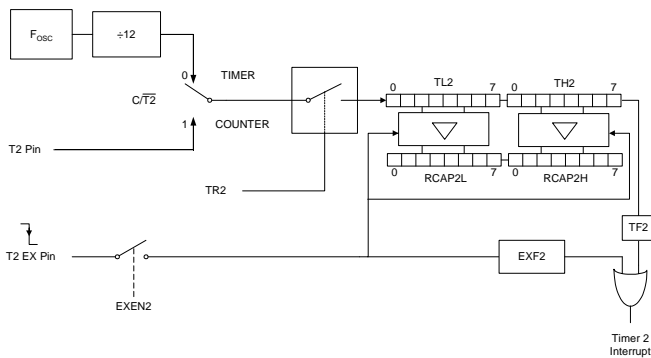 FOSC
÷12
0
TIMER
C/T2
1
COUNTER
T2 Pin
TR2
0
TL2
7
0
TH2
7
0
RCAP2L
7
0
RCAP2H
7
TF2
T2 EX Pin
EXF2
EXEN2
Timer 2
Interrupt